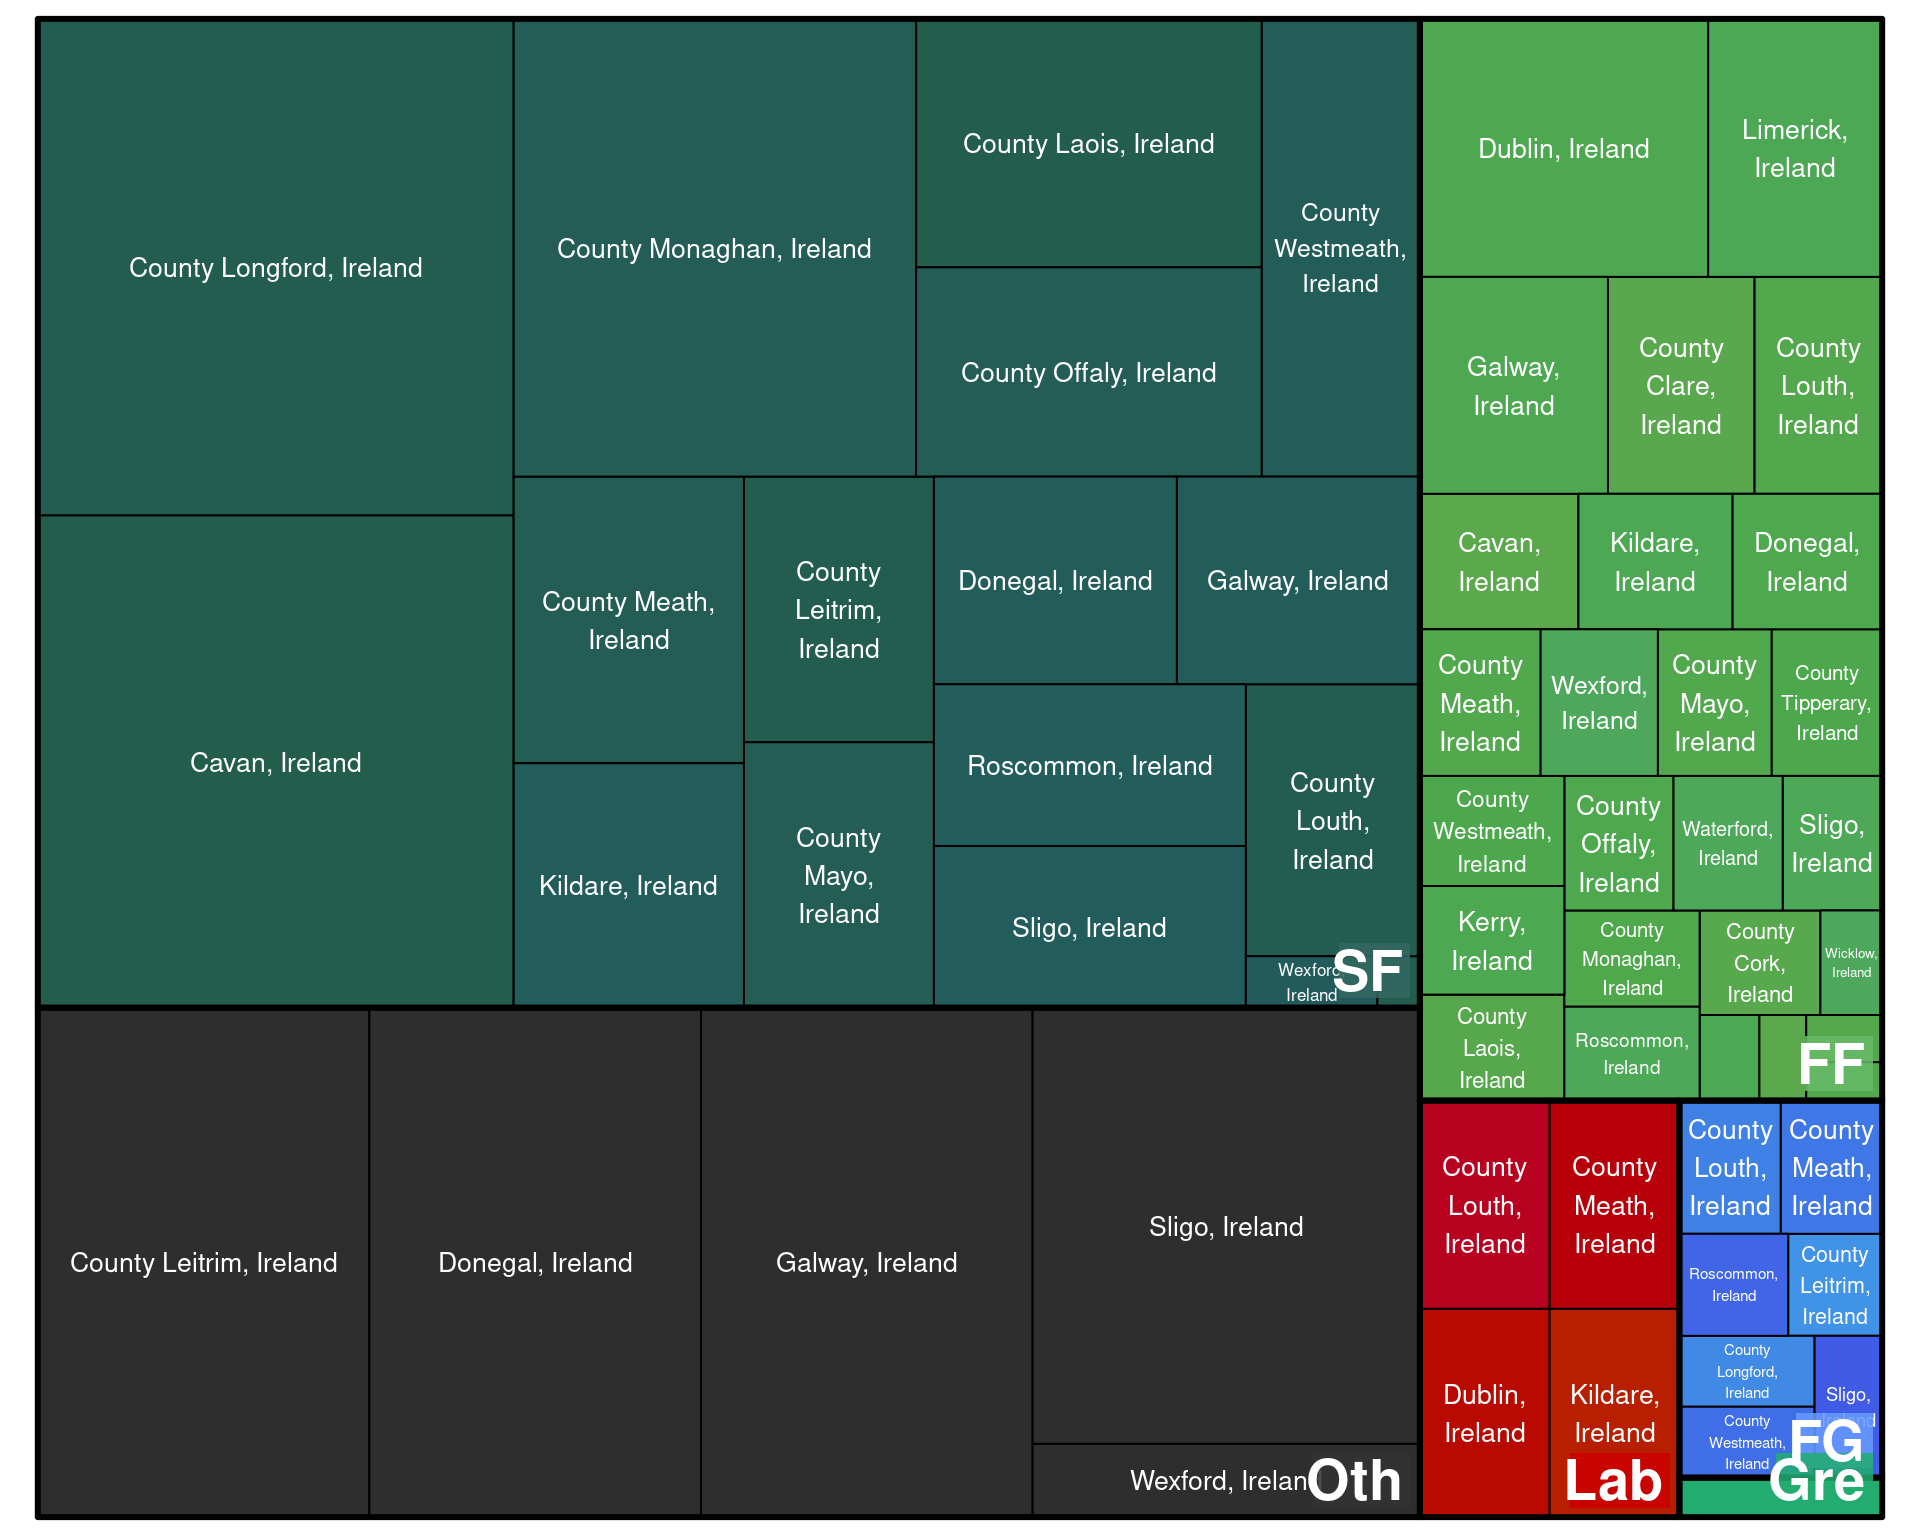 County Longford, Ireland
Cavan, Ireland
County Monaghan, Ireland
County Laois, Ireland
County Offaly, Ireland
County
Westmeath,
Ireland
County Meath,
Ireland
Kildare, Ireland
County
Leitrim,
Ireland
County
Mayo,
Ireland
Donegal, Ireland
Galway, Ireland
Roscommon, Ireland
Sligo, Ireland
County
Louth,
Ireland
Wexford
Ireland
SF
County Leitrim, Ireland
Donegal, Ireland
Galway, Ireland
Sligo, Ireland
Wexford, Ireland
Oth
Dublin, Ireland
Limerick,
Ireland
Galway,
Ireland
County
Clare,
Ireland
County
Louth,
Ireland
Cavan,
Ireland
Kildare,
Ireland
Donegal,
Ireland
County
Meath,
Ireland
Wexford,
Ireland
County
Mayo,
Ireland
County
Tipperary,
Ireland
County
Westmeath,
Ireland
County
Offaly,
Ireland
Waterford,
Ireland
Sligo,
Ireland
Kerry,
Ireland
County
Monaghan,
Ireland
County
Cork,
Ireland
Wicklow,
Ireland
County
Laois,
Ireland
Roscommon,
Ireland
FF
County
Louth,
Ireland
County
Meath,
Ireland
Dublin,
Ireland
Kildare,
Ireland
Lab
County
Louth,
Ireland
County
Meath,
Ireland
Roscommon,
Ireland
County
Leitrim,
Ireland
County
Longford,
Ireland
Sligo,
Ireland
County
Westmeath,
Ireland
FG
Gre